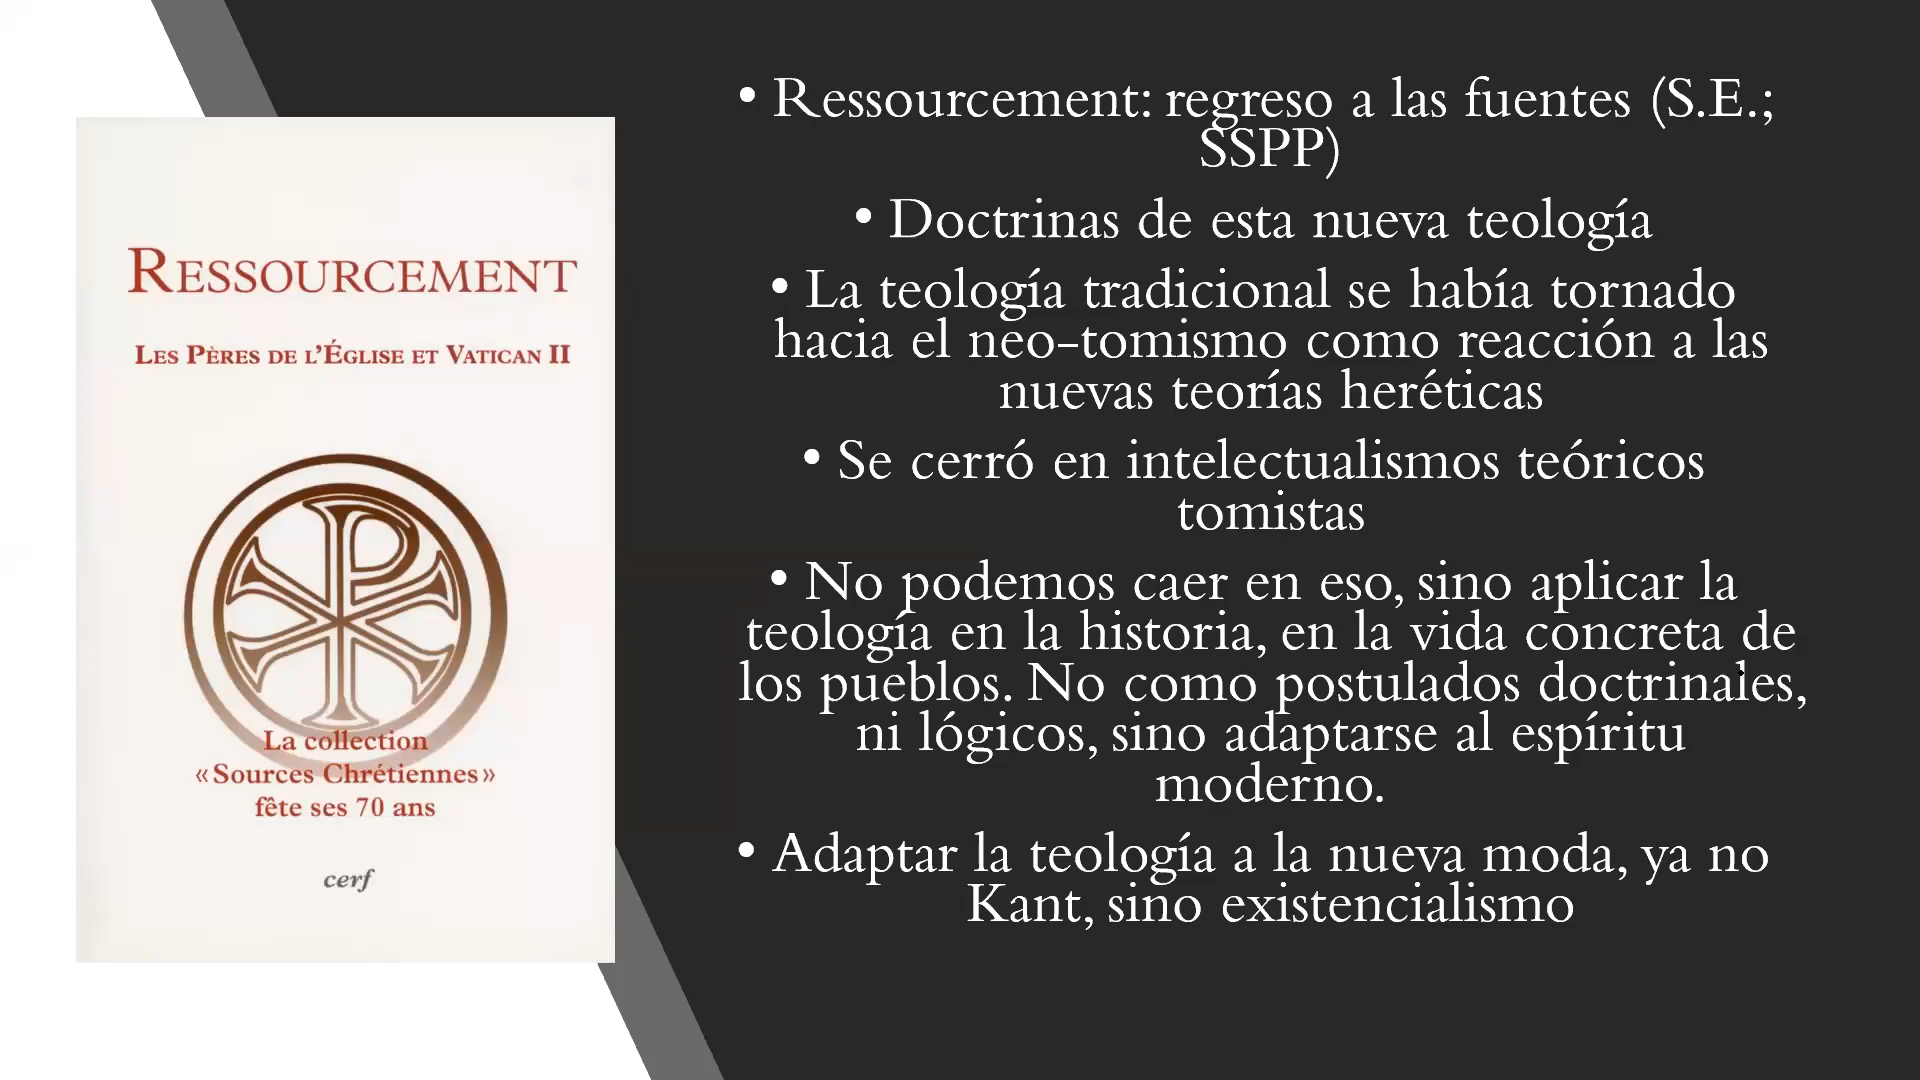 RESSOURCEMENT
LES PÈRES DE L'ÉGLISE ET VATICAN II
La collection
«Sources Chrétiennes»
fête ses 70 ans
cerf
• Ressourcement: regreso a las fuentes (S.E.;
SSPP)
• Doctrinas de esta nueva teología
• La teología tradicional se había tornado
hacia el neo-tomismo como reacción a las
nuevas teorías heréticas
• Se cerró en intelectualismos teóricos
tomistas
• No podemos caer en eso, sino aplicar la
teología en la historia, en la vida concreta de
los pueblos. No como postulados doctrinales,
ni lógicos, sino adaptarse al espíritu
moderno.
• Adaptar la teología a la nueva moda, ya no
Kant, sino existencialismo